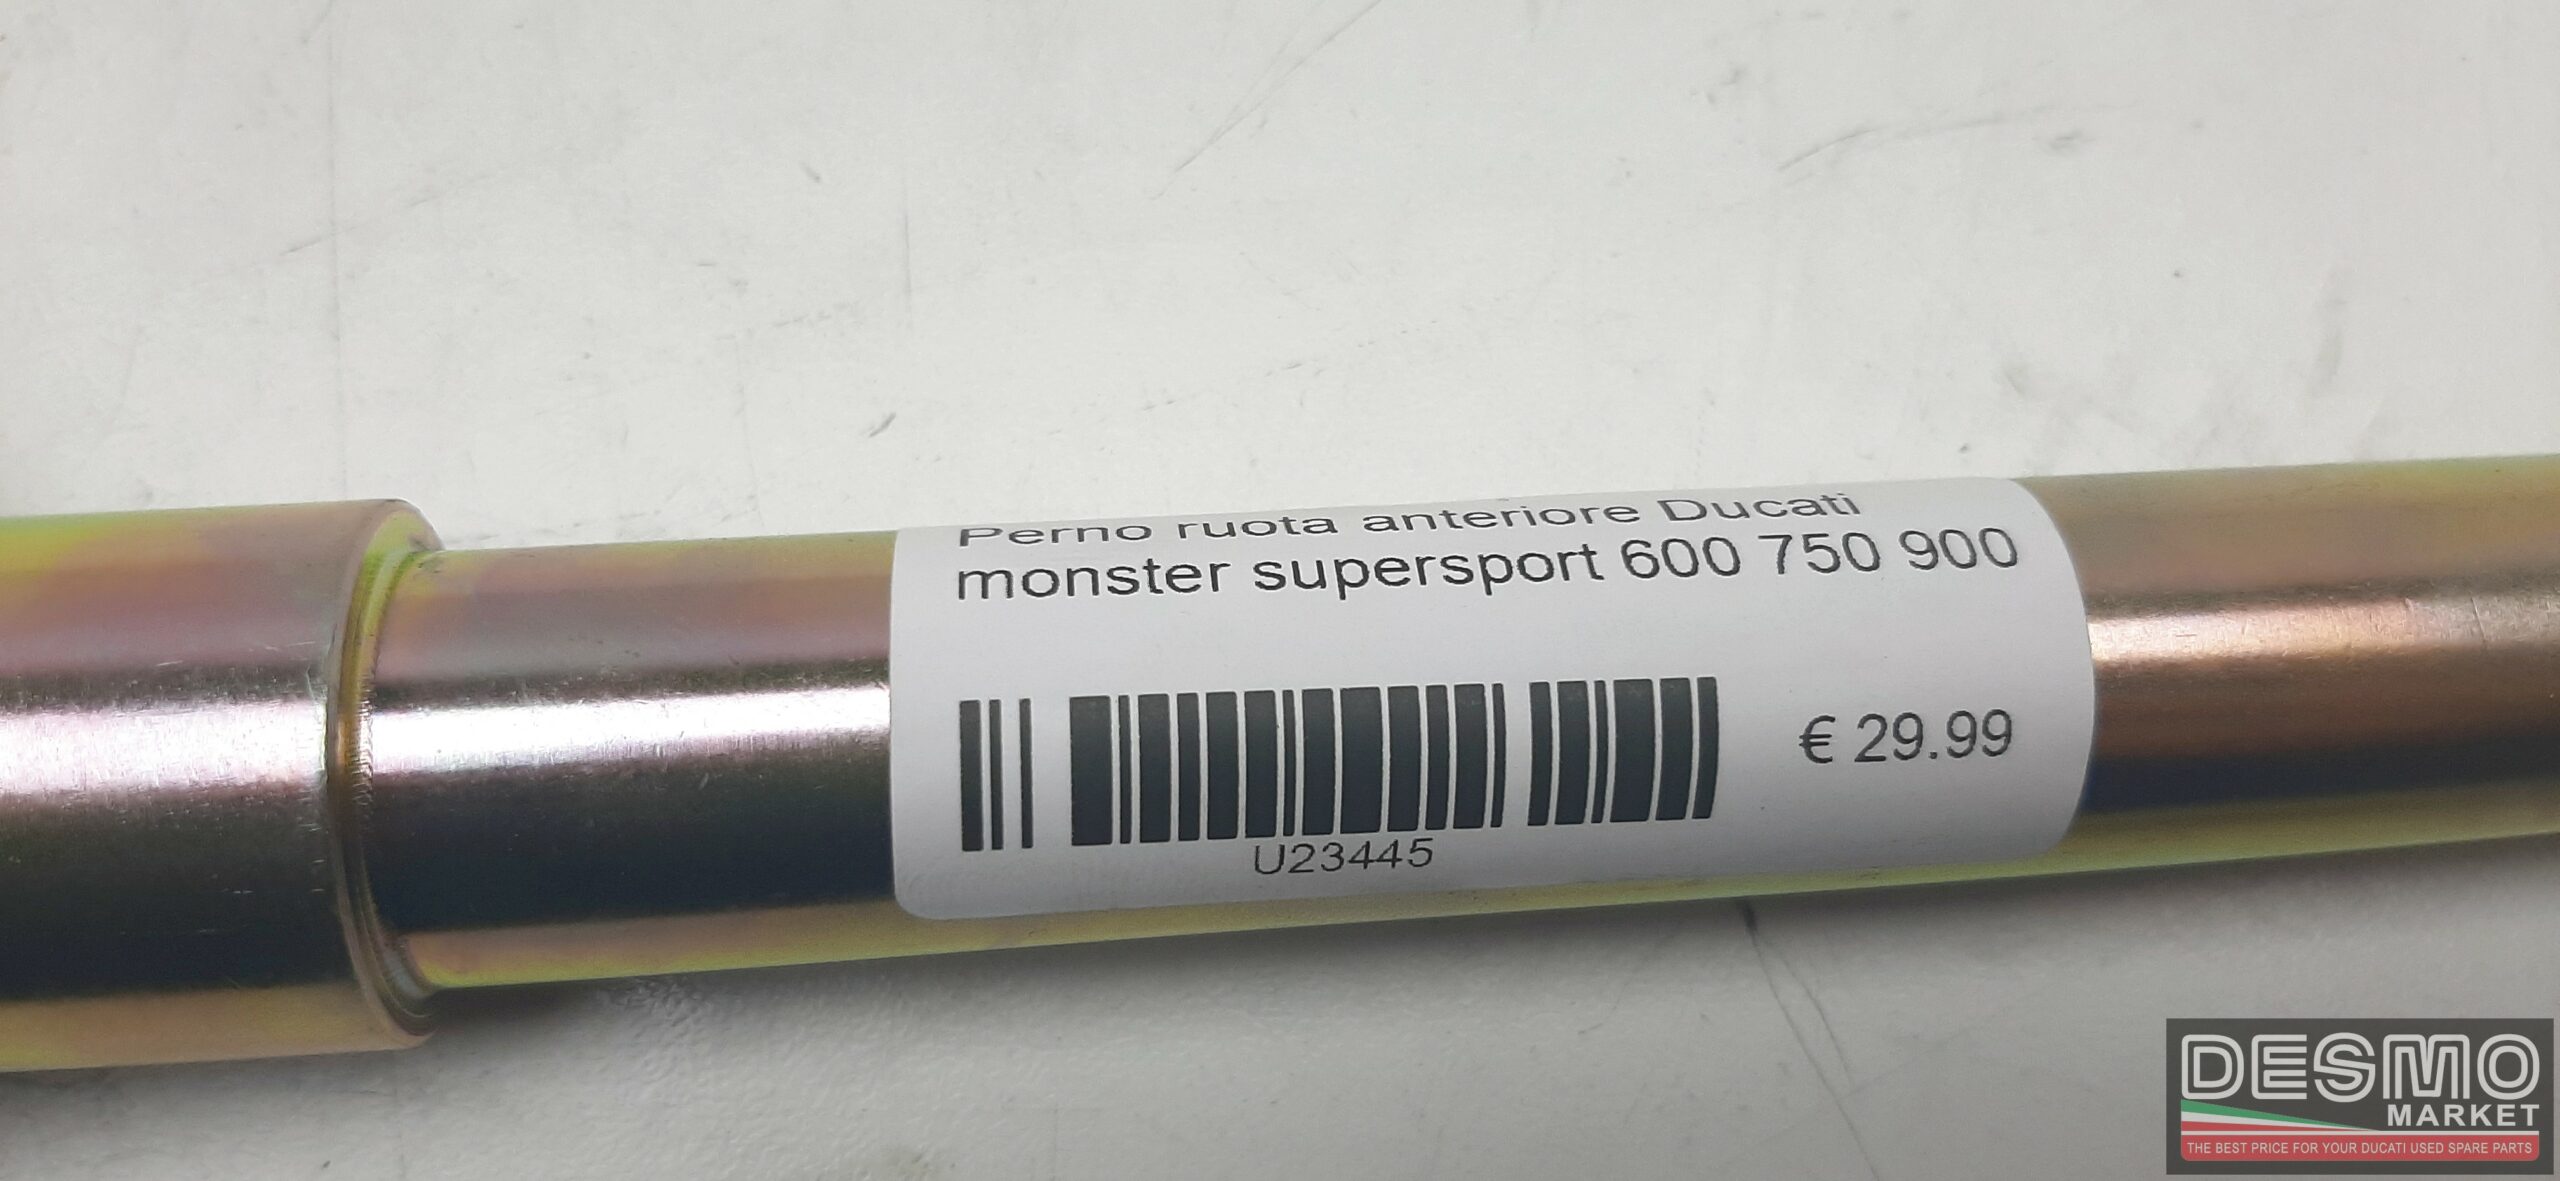 Perno ruota anteriore Ducati
monster supersport 600 750 900
€ 29.99
U23445
DESMO
MARKET
THE BEST PRICE FOR YOUR DUCATI USED SPARE PARTS